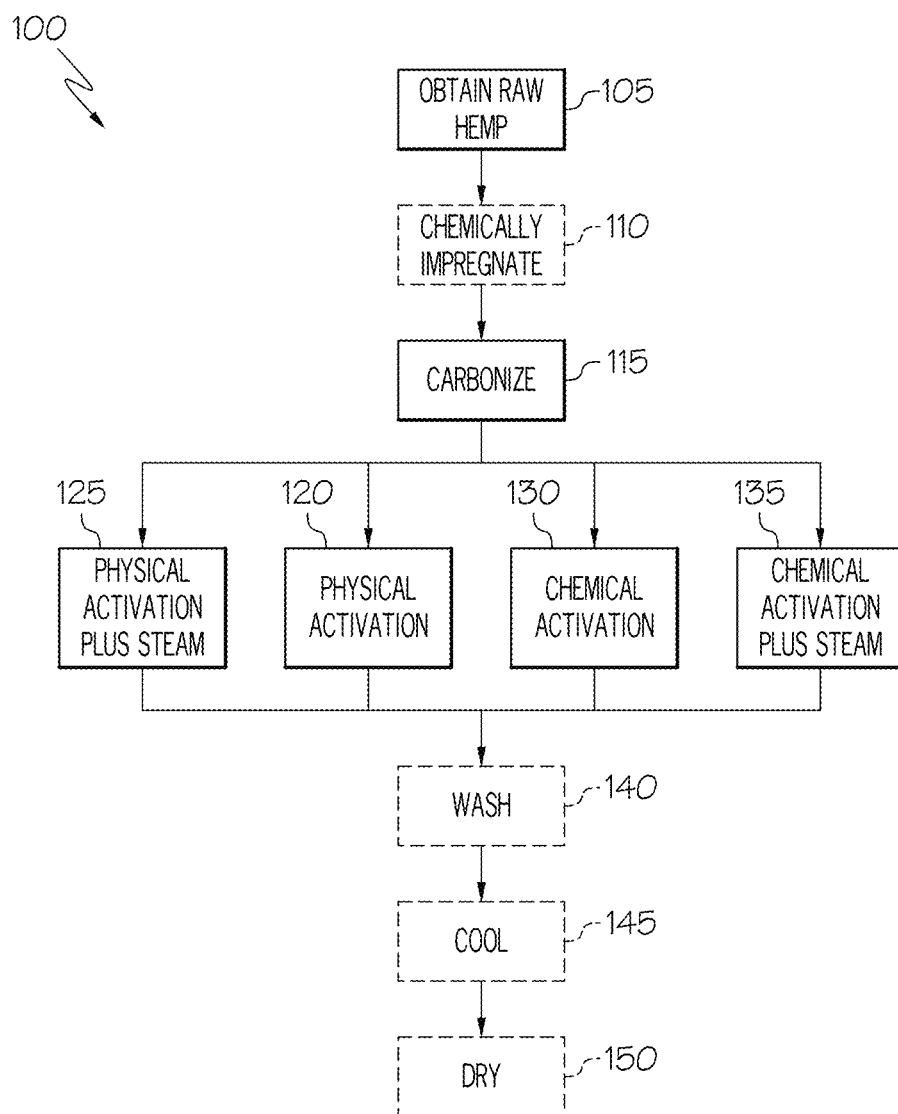 100
OBTAIN RAW
HEMP
105
CHEMICALLY
IMPREGNATE
110
CARBONIZE
115
125
PHYSICAL
ACTIVATION
PLUS STEAM
120
PHYSICAL
ACTIVATION
130
CHEMICAL
ACTIVATION
135
CHEMICAL
ACTIVATION
PLUS STEAM
WASH
140
COOL
145
DRY
150